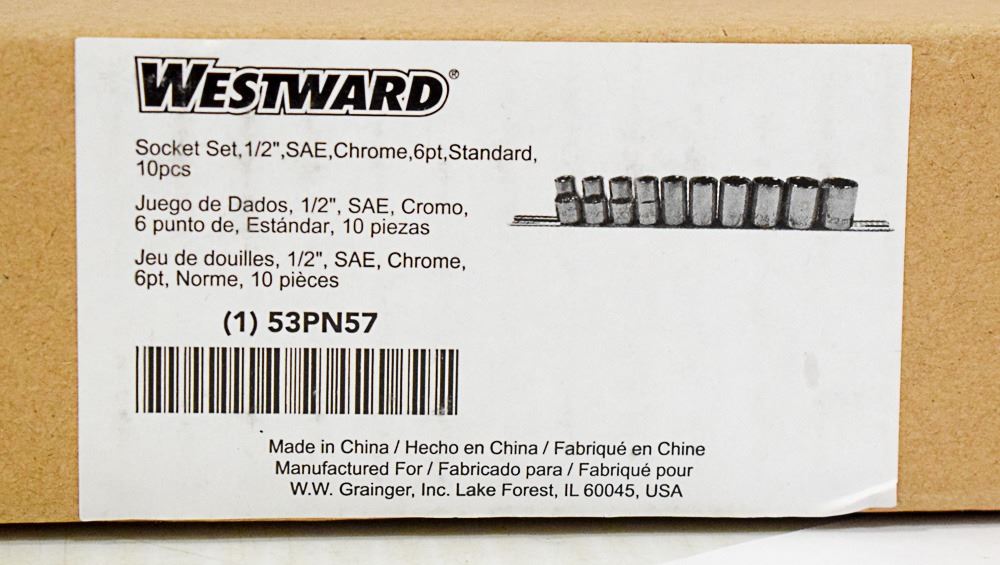 WESTWARD®
Socket Set,1/2",SAE,Chrome,6pt,Standard,
10pcs
Juego de Dados, 1/2", SAE, Cromo,
6 punto de, Estándar, 10 piezas
Jeu de douilles, 1/2", SAE, Chrome,
6pt, Norme, 10 pièces
(1) 53PN57
Made in China / Hecho en China / Fabriqué en Chine
Manufactured For / Fabricado para / Fabriqué pour
W.W. Grainger, Inc. Lake Forest, IL 60045, USA